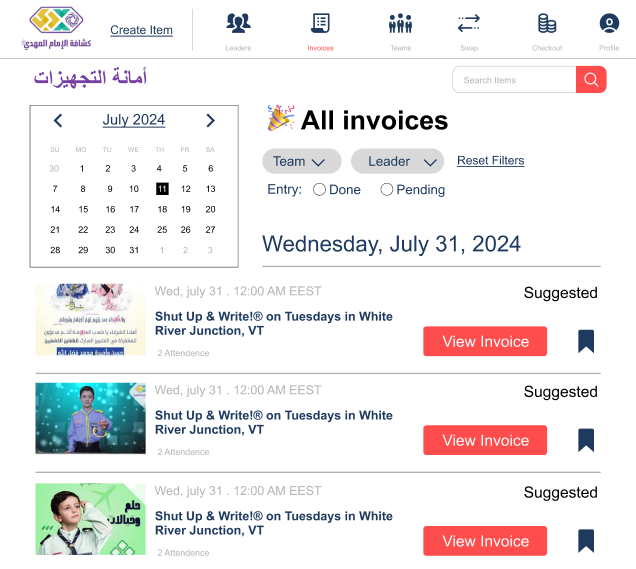 كشافة الإمام المهدي
Create Item
Leaders
Invoices
Teams
Swap
Checkout
Profile
أمانة التجهيزات
Search Items
July 2024
SU MO TU WE TH FR SA
30 1 2 3 4 5 6
7 8 9 10 11 12 13
14 15 16 17 18 19 20
21 22 23 24 25 26 27
28 29 30 31 1 2 3
All invoices
Team
Leader
Reset Filters
Entry: Done Pending
Wednesday, July 31, 2024
Wed, july 31 . 12:00 AM EEST
Suggested
Shut Up & Write!® on Tuesdays in White
River Junction, VT
2 Attendence
View Invoice
Wed, july 31 . 12:00 AM EEST
Suggested
Shut Up & Write!® on Tuesdays in White
River Junction, VT
2 Attendence
View Invoice
حلم
وخيالات
Wed, july 31 . 12:00 AM EEST
Suggested
Shut Up & Write!® on Tuesdays in White
River Junction, VT
2 Attendence
View Invoice